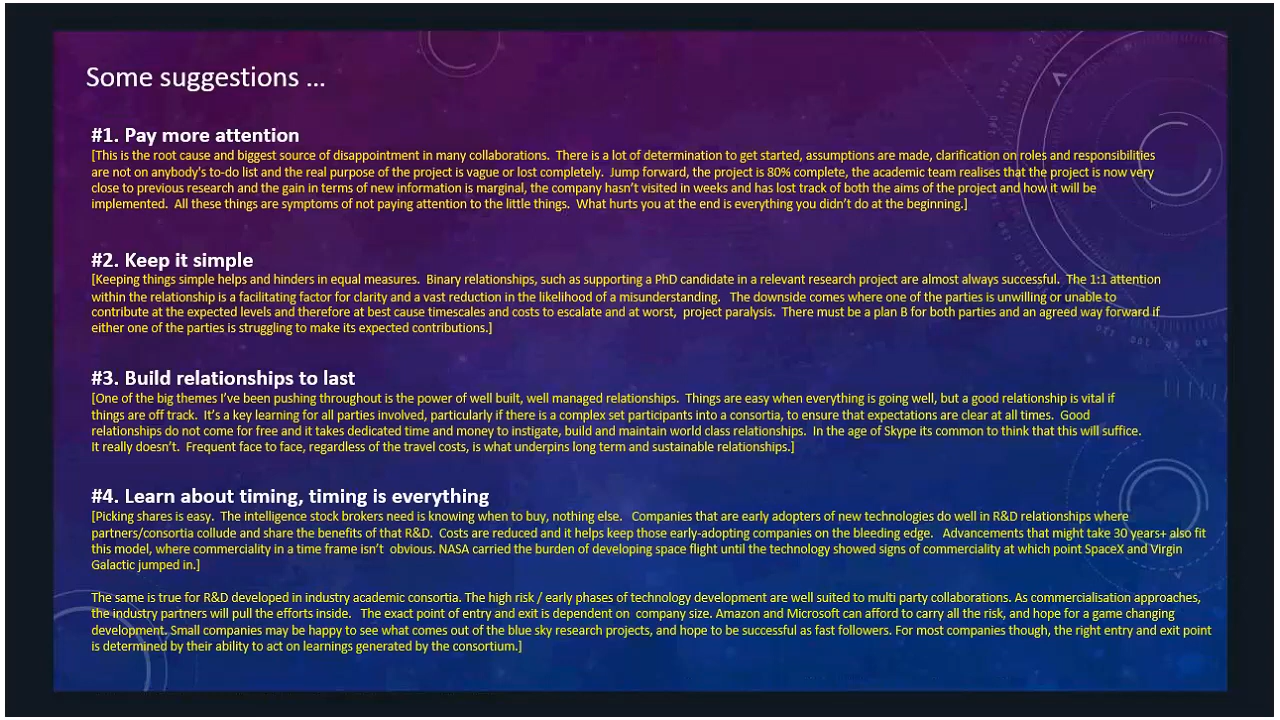 Some suggestions ...
#1. Pay more attention
[This is the root cause and biggest source of disappointment in many collaborations.  There is a lot of determination to get started, assumptions are made, clarification on roles and responsibilities
are not on anybody's to-do list and the real purpose of the project is vague or lost completely.  Jump forward, the project is 80% complete, the academic team realises that the project is now very
close to previous research and the gain in terms of new information is marginal, the company hasn't visited in weeks and has lost track of both the aims of the project and how it will be
implemented.  All these things are symptoms of not paying attention to the little things.  What hurts you at the end is everything you didn't do at the beginning.]
#2. Keep it simple
[Keeping things simple helps and hinders in equal measures.  Binary relationships, such as supporting a PhD candidate in a relevant research project are almost always successful.  The 1:1 attention
within the relationship is a facilitating factor for clarity and a vast reduction in the likelihood of a misunderstanding.   The downside comes where one of the parties is unwilling or unable to
contribute at the expected levels and therefore at best cause timescales and costs to escalate and at worst,  project paralysis.  There must be a plan B for both parties and an agreed way forward if
either one of the parties is struggling to make its expected contributions.]
#3. Build relationships to last
[One of the big themes I've been pushing throughout is the power of well built, well managed relationships.  Things are easy when everything is going well, but a good relationship is vital if
things are off track.  It's a key learning for all parties involved, particularly if there is a complex set participants into a consortia, to ensure that expectations are clear at all times.  Good
relationships do not come for free and it takes dedicated time and money to instigate, build and maintain world class relationships.  In the age of Skype its common to think that this will suffice.
It really doesn't.  Frequent face to face, regardless of the travel costs, is what underpins long term and sustainable relationships.]
#4. Learn about timing, timing is everything
[Picking shares is easy.  The intelligence stock brokers need is knowing when to buy, nothing else.   Companies that are early adopters of new technologies do well in R&D relationships where
partners/consortia collude and share the benefits of that R&D.  Costs are reduced and it helps keep those early-adopting companies on the bleeding edge.   Advancements that might take 30 years+ also fit
this model, where commerciality in a time frame isn't  obvious. NASA carried the burden of developing space flight until the technology showed signs of commerciality at which point SpaceX and Virgin
Galactic jumped in.]
The same is true for R&D developed in industry academic consortia. The high risk / early phases of technology development are well suited to multi party collaborations. As commercialisation approaches,
the industry partners will pull the efforts inside.   The exact point of entry and exit is dependent on  company size. Amazon and Microsoft can afford to carry all the risk, and hope for a game changing
development. Small companies may be happy to see what comes out of the blue sky research projects, and hope to be successful as fast followers. For most companies though, the right entry and exit point
is determined by their ability to act on learnings generated by the consortium.]